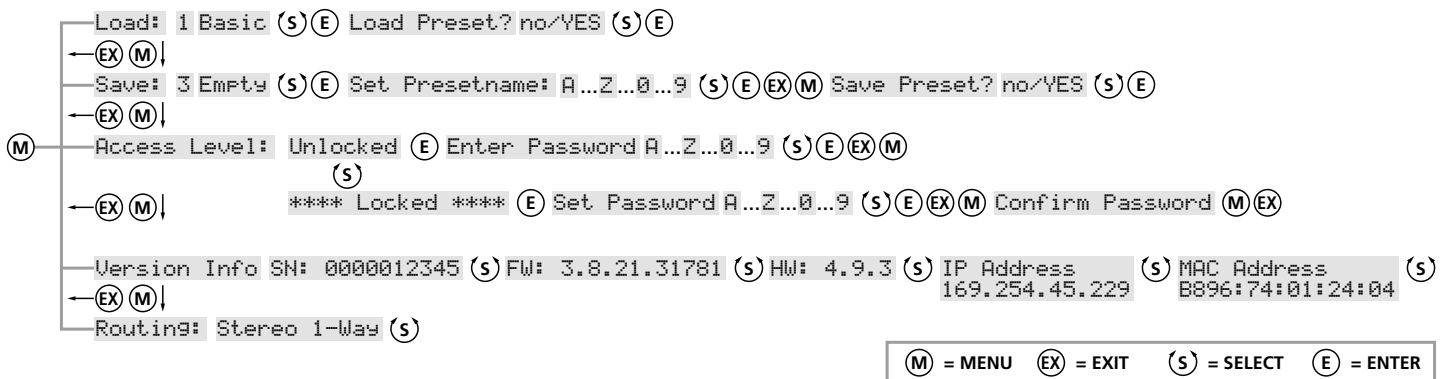 Load: 1 Basic (S) (E) Load Preset? no/YES (S) (E)
EX M
Save: 3 Empty (S) (E) Set Presetname: A...Z...0...9 (S) (E) (EX) (M) Save Preset? no/YES (S) (E)
EX M
M Access Level: Unlocked (E) Enter Password A...Z...0...9 (S) (E) (EX) (M)
S
EX M **** Locked **** (E) Set Password A...Z...0...9 (S) (E) (EX) (M) Confirm Password (M) (EX)
Version Info SN: 0000012345 (S) FW: 3.8.21.31781 (S) HW: 4.9.3 (S) IP Address (S) MAC Address (S)
169.254.45.229 B896:74:01:24:04
EX M
Routing: Stereo 1-Way (S)
M = MENU EX = EXIT S = SELECT E = ENTER